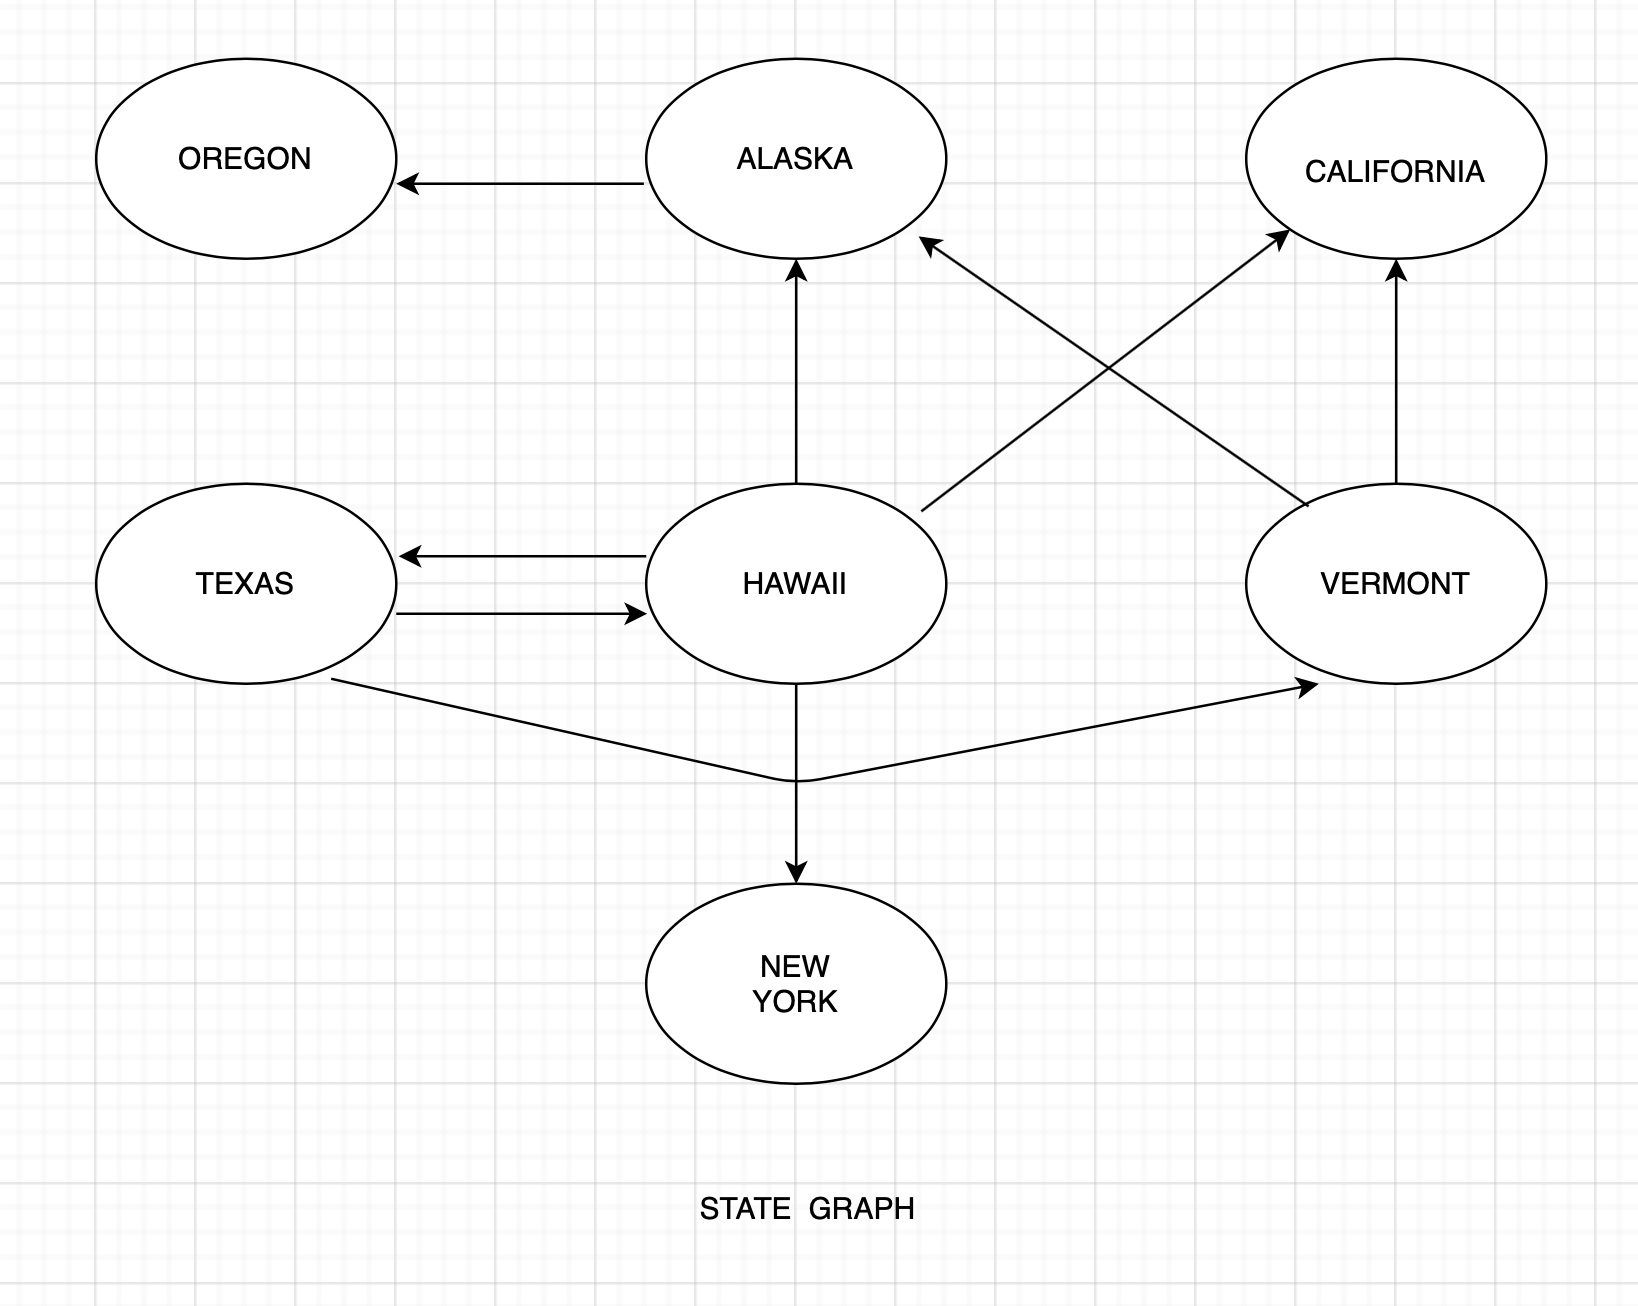 OREGON
ALASKA
CALIFORNIA
TEXAS
HAWAII
VERMONT
NEW
YORK
STATE GRAPH